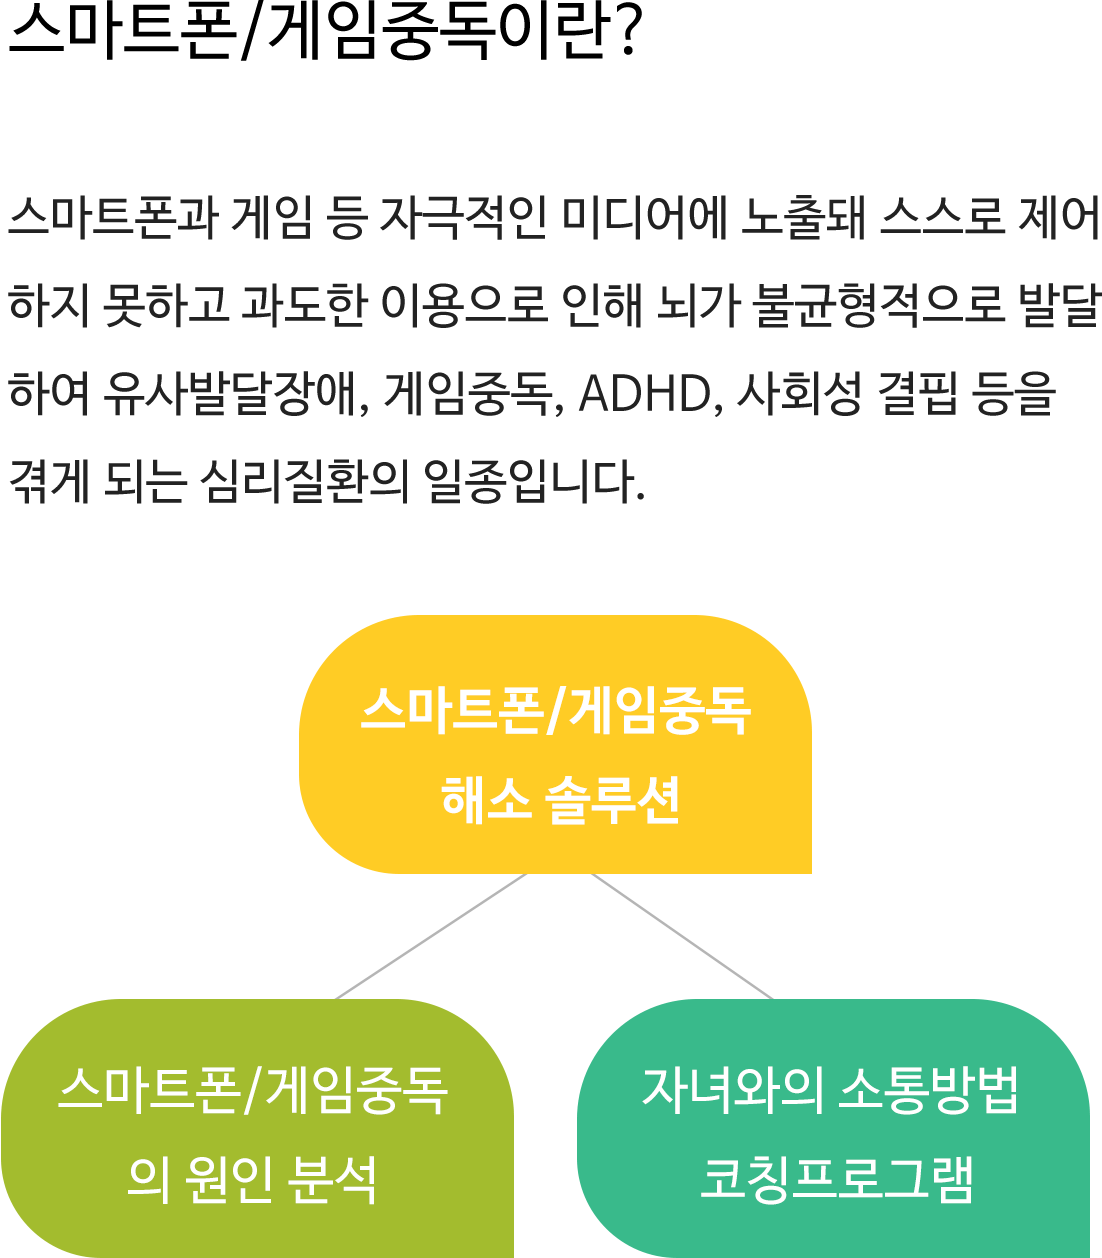 스마트폰/게임중독이란?
스마트폰과 게임 등 자극적인 미디어에 노출돼 스스로 제어
하지 못하고 과도한 이용으로 인해 뇌가 불균형적으로 발달
하여 유사발달장애, 게임중독, ADHD, 사회성 결핍 등을
겪게 되는 심리질환의 일종입니다.
스마트폰/게임중독
해소 솔루션
스마트폰/게임중독
의 원인 분석
자녀와의 소통방법
코칭프로그램